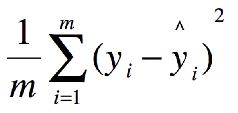 1/m ∑_{i=1}^{m} (y_i − ŷ_i)^2